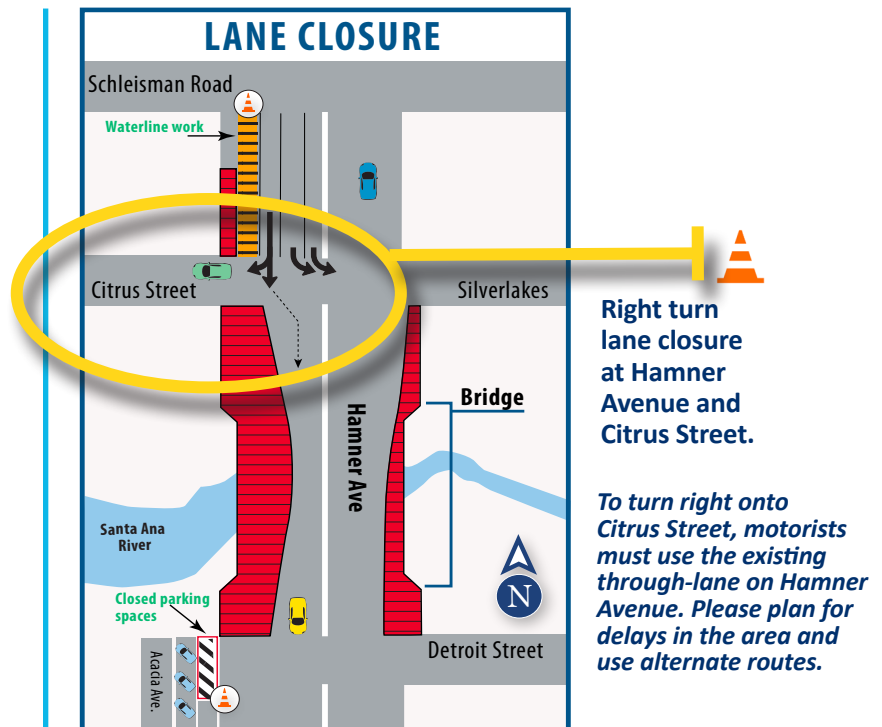 LANE CLOSURE
Schleisman Road
Waterline work
Citrus Street
Silverlakes
Right turn
lane closure
at Hamner
Avenue and
Citrus Street.
Bridge
Hamner Ave
To turn right onto
Citrus Street, motorists
must use the existing
through-lane on Hamner
Avenue. Please plan for
delays in the area and
use alternate routes.
Santa Ana
River
N
Closed parking
spaces
Acacia Ave.
Detroit Street